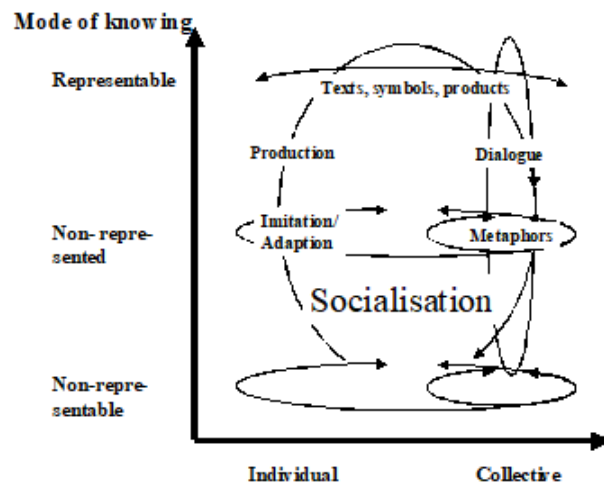 Mode of knowing
Representable
Texts, symbols, products
Production
Dialogue
Non- repre-
sented
Imitation/
Adaption
Metaphors
Socialisation
Non-repre-
sentable
Individual
Collective